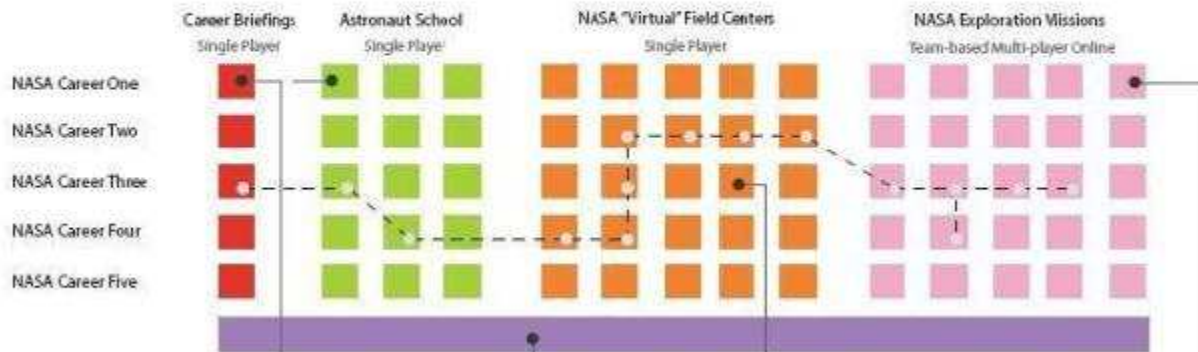 Career Briefings
Single Player
Astronaut School
Single Playe
NASA "Virtual" Field Centers
Single Player
NASA Exploration Missions
Team-based Multi-player Online
NASA Career One
NASA Career Two
NASA Career Three
NASA Career Four
NASA Career Five